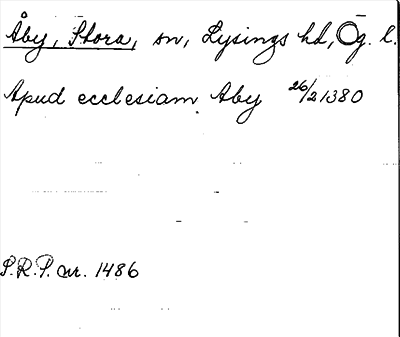 Åby, Stora, sn, Lysings hd, Ög. l.
Apud ecclesiam Aby 26/2 1380
S.R.P. nr. 1486